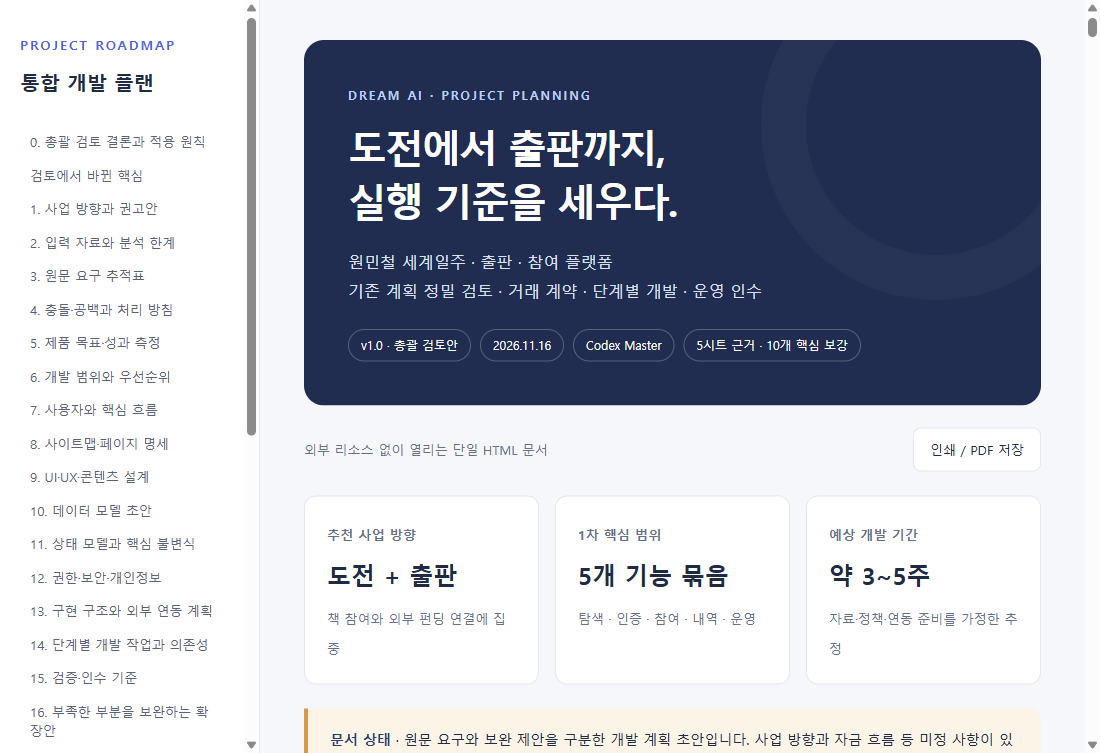 PROJECT ROADMAP
통합 개발 플랜
0. 총괄 검토 결론과 적용 원칙
검토에서 바뀐 핵심
1. 사업 방향과 권고안
2. 입력 자료와 분석 한계
3. 원문 요구 추적표
4. 충돌·공백과 처리 방침
5. 제품 목표·성과 측정
6. 개발 범위와 우선순위
7. 사용자와 핵심 흐름
8. 사이트맵·페이지 명세
9. UI·UX·콘텐츠 설계
10. 데이터 모델 초안
11. 상태 모델과 핵심 불변식
12. 권한·보안·개인정보
13. 구현 구조와 외부 연동 계획
14. 단계별 개발 작업과 의존성
15. 검증·인수 기준
16. 부족한 부분을 보완하는 확
장안
DREAM AI · PROJECT PLANNING
도전에서 출판까지,
실행 기준을 세우다.
원민철 세계일주 · 출판 · 참여 플랫폼
기존 계획 정밀 검토 · 거래 계약 · 단계별 개발 · 운영 인수
v1.0 · 총괄 검토안
2026.11.16
Codex Master
5시트 근거 · 10개 핵심 보강
외부 리소스 없이 열리는 단일 HTML 문서
인쇄 / PDF 저장
추천 사업 방향
도전 + 출판
책 참여와 외부 펀딩 연결에 집
중
1차 핵심 범위
5개 기능 묶음
탐색 · 인증 · 참여 · 내역 · 운영
예상 개발 기간
약 3~5주
자료·정책·연동 준비를 가정한 추
정
문서 상태 · 원문 요구와 보완 제안을 구분한 개발 계획 초안입니다. 사업 방향과 자금 흐름 등 미정 사항이 있